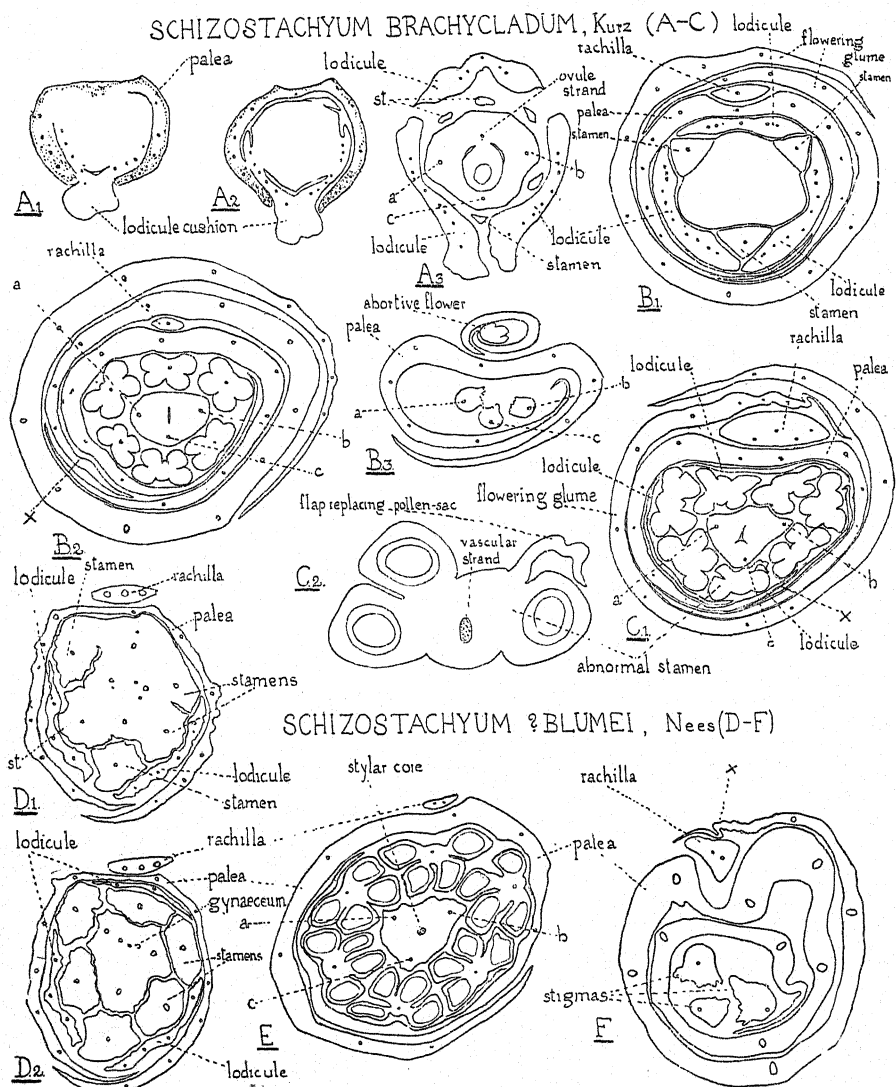 SCHIZOSTACHYUM BRACHYCLADUM, Kurz (A-C)
palea
lodicule
st
ovule
strand
rachilla
lodicule
flowering
glume
stamen
palea
stamen
A1
A2
lodicule cushion
a
b
c
lodicule
lodicule
stamen
A3
lodicule
stamen
B1.
rachilla
a
b
c
x
B2
abortive flower
palea
a
b
c
B3
rachilla
lodicule
palea
lodicule
flowering glume
a
b
x
c
lodicule
C1.
flap replacing pollen-sac
vascular
strand
C2.
abnormal stamen
lodicule
stamen
rachilla
palea
stamens
st
lodicule
stamen
D1.
SCHIZOSTACHYUM ? BLUMEI, Nees (D-F)
lodicule
rachilla
palea
gynaeceum
stamens
lodicule
D2.
stylar core
a
b
c
palea
E
rachilla
x
stigmas
F